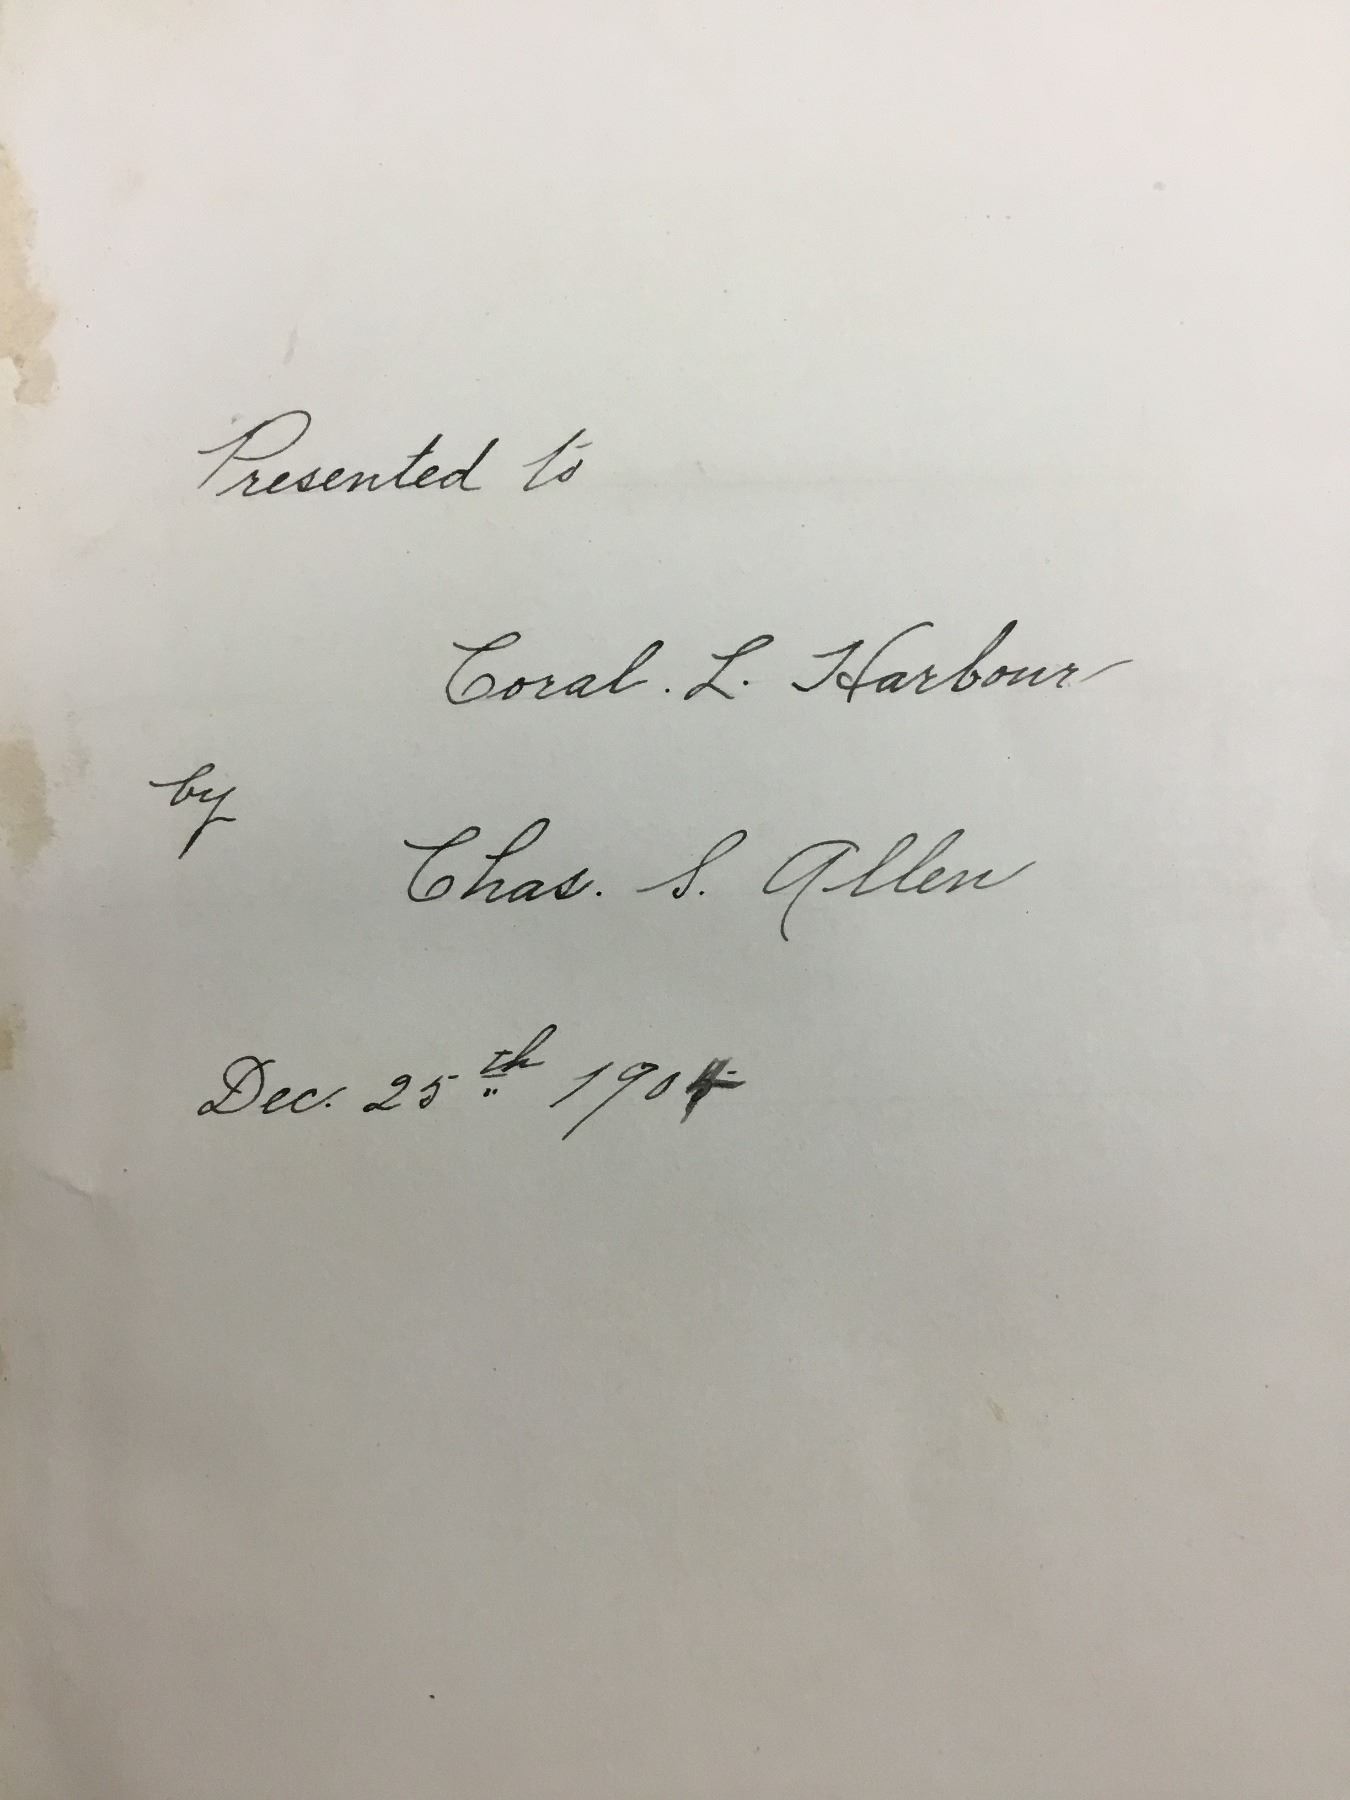 Presented to
Coral. L. Harbour
by
Chas. S. Allen
Dec. 25th 1904